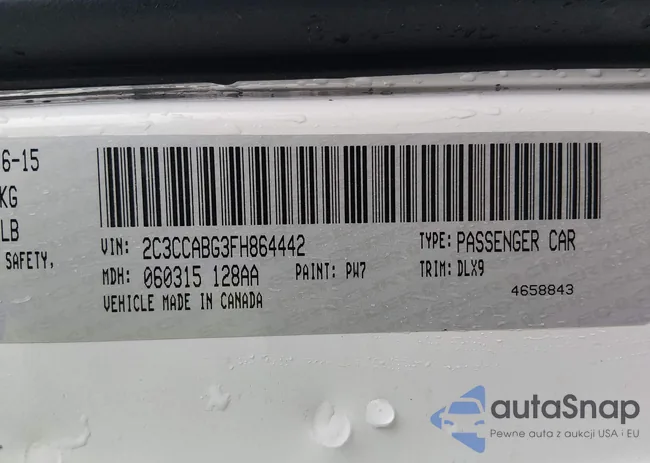 6-15
KG
LB
SAFETY,
VIN: 2C3CCABG3FH864442 TYPE: PASSENGER CAR
MDH: 060315 128AA PAINT: PW7 TRIM: DLX9
VEHICLE MADE IN CANADA 4658843
autaSnap
Pewne auta z aukcji USA i EU